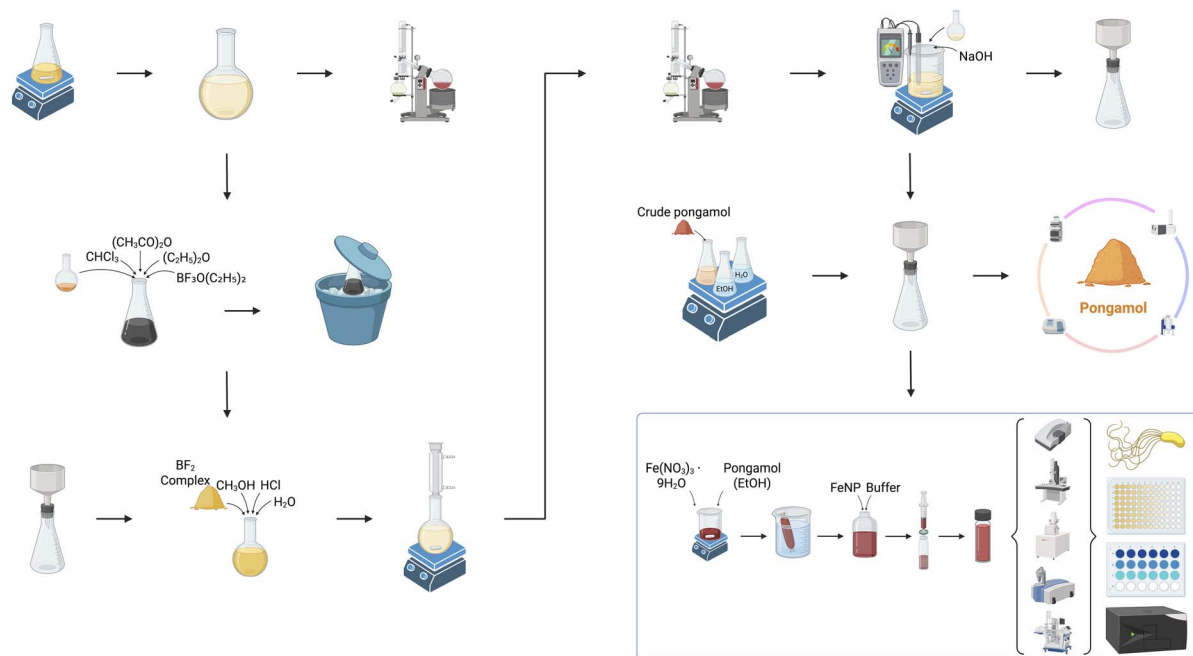 NaOH
(CH₃CO)₂O
CHCl₃
(C₂H₅)₂O
BF₃O(C₂H₅)₂
Crude pongamol
H₂O
EtOH
Pongamol
BF₂
Complex
CH₃OH HCl
H₂O
Fe(NO₃)₃ ·
9H₂O
Pongamol
(EtOH)
FeNP Buffer